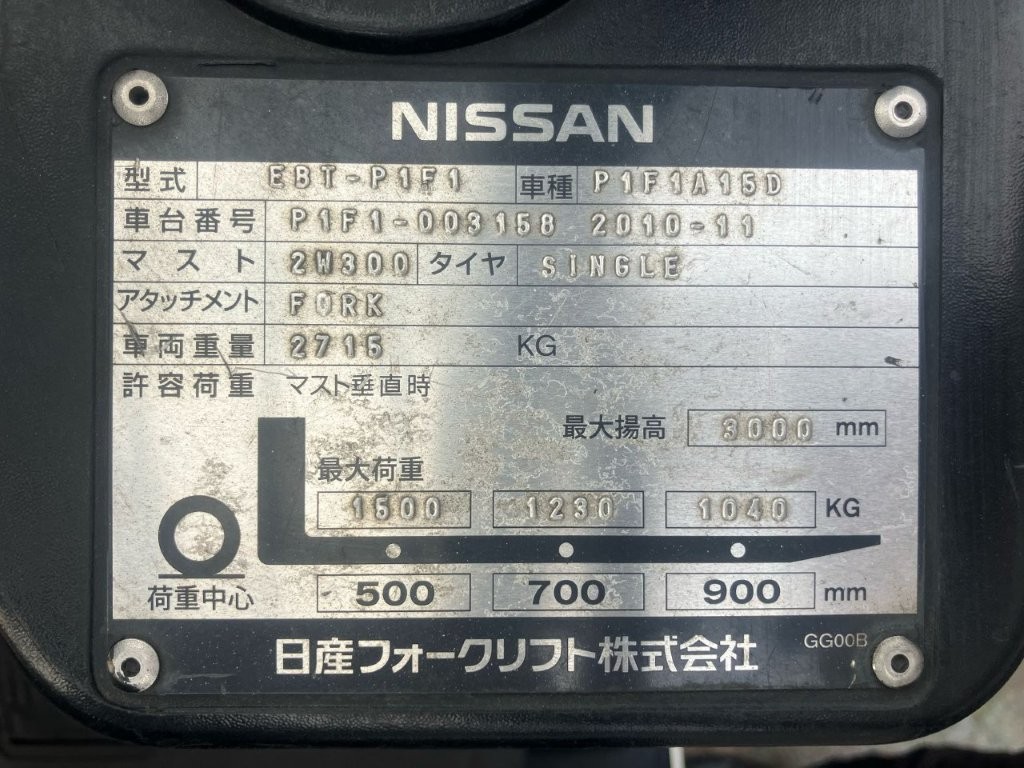 NISSAN
型式 EBT-P1F1 車種 P1F1A15D
車台番号 P1F1-003158 2010-11
マスト 2W300 タイヤ SINGLE
アタッチメント FORK
車両重量 2715 KG
許容荷重 マスト垂直時
最大揚高 3000 mm
最大荷重
1500 1230 1040 KG
荷重中心 500 700 900 mm
日産フォークリフト株式会社 GG00B